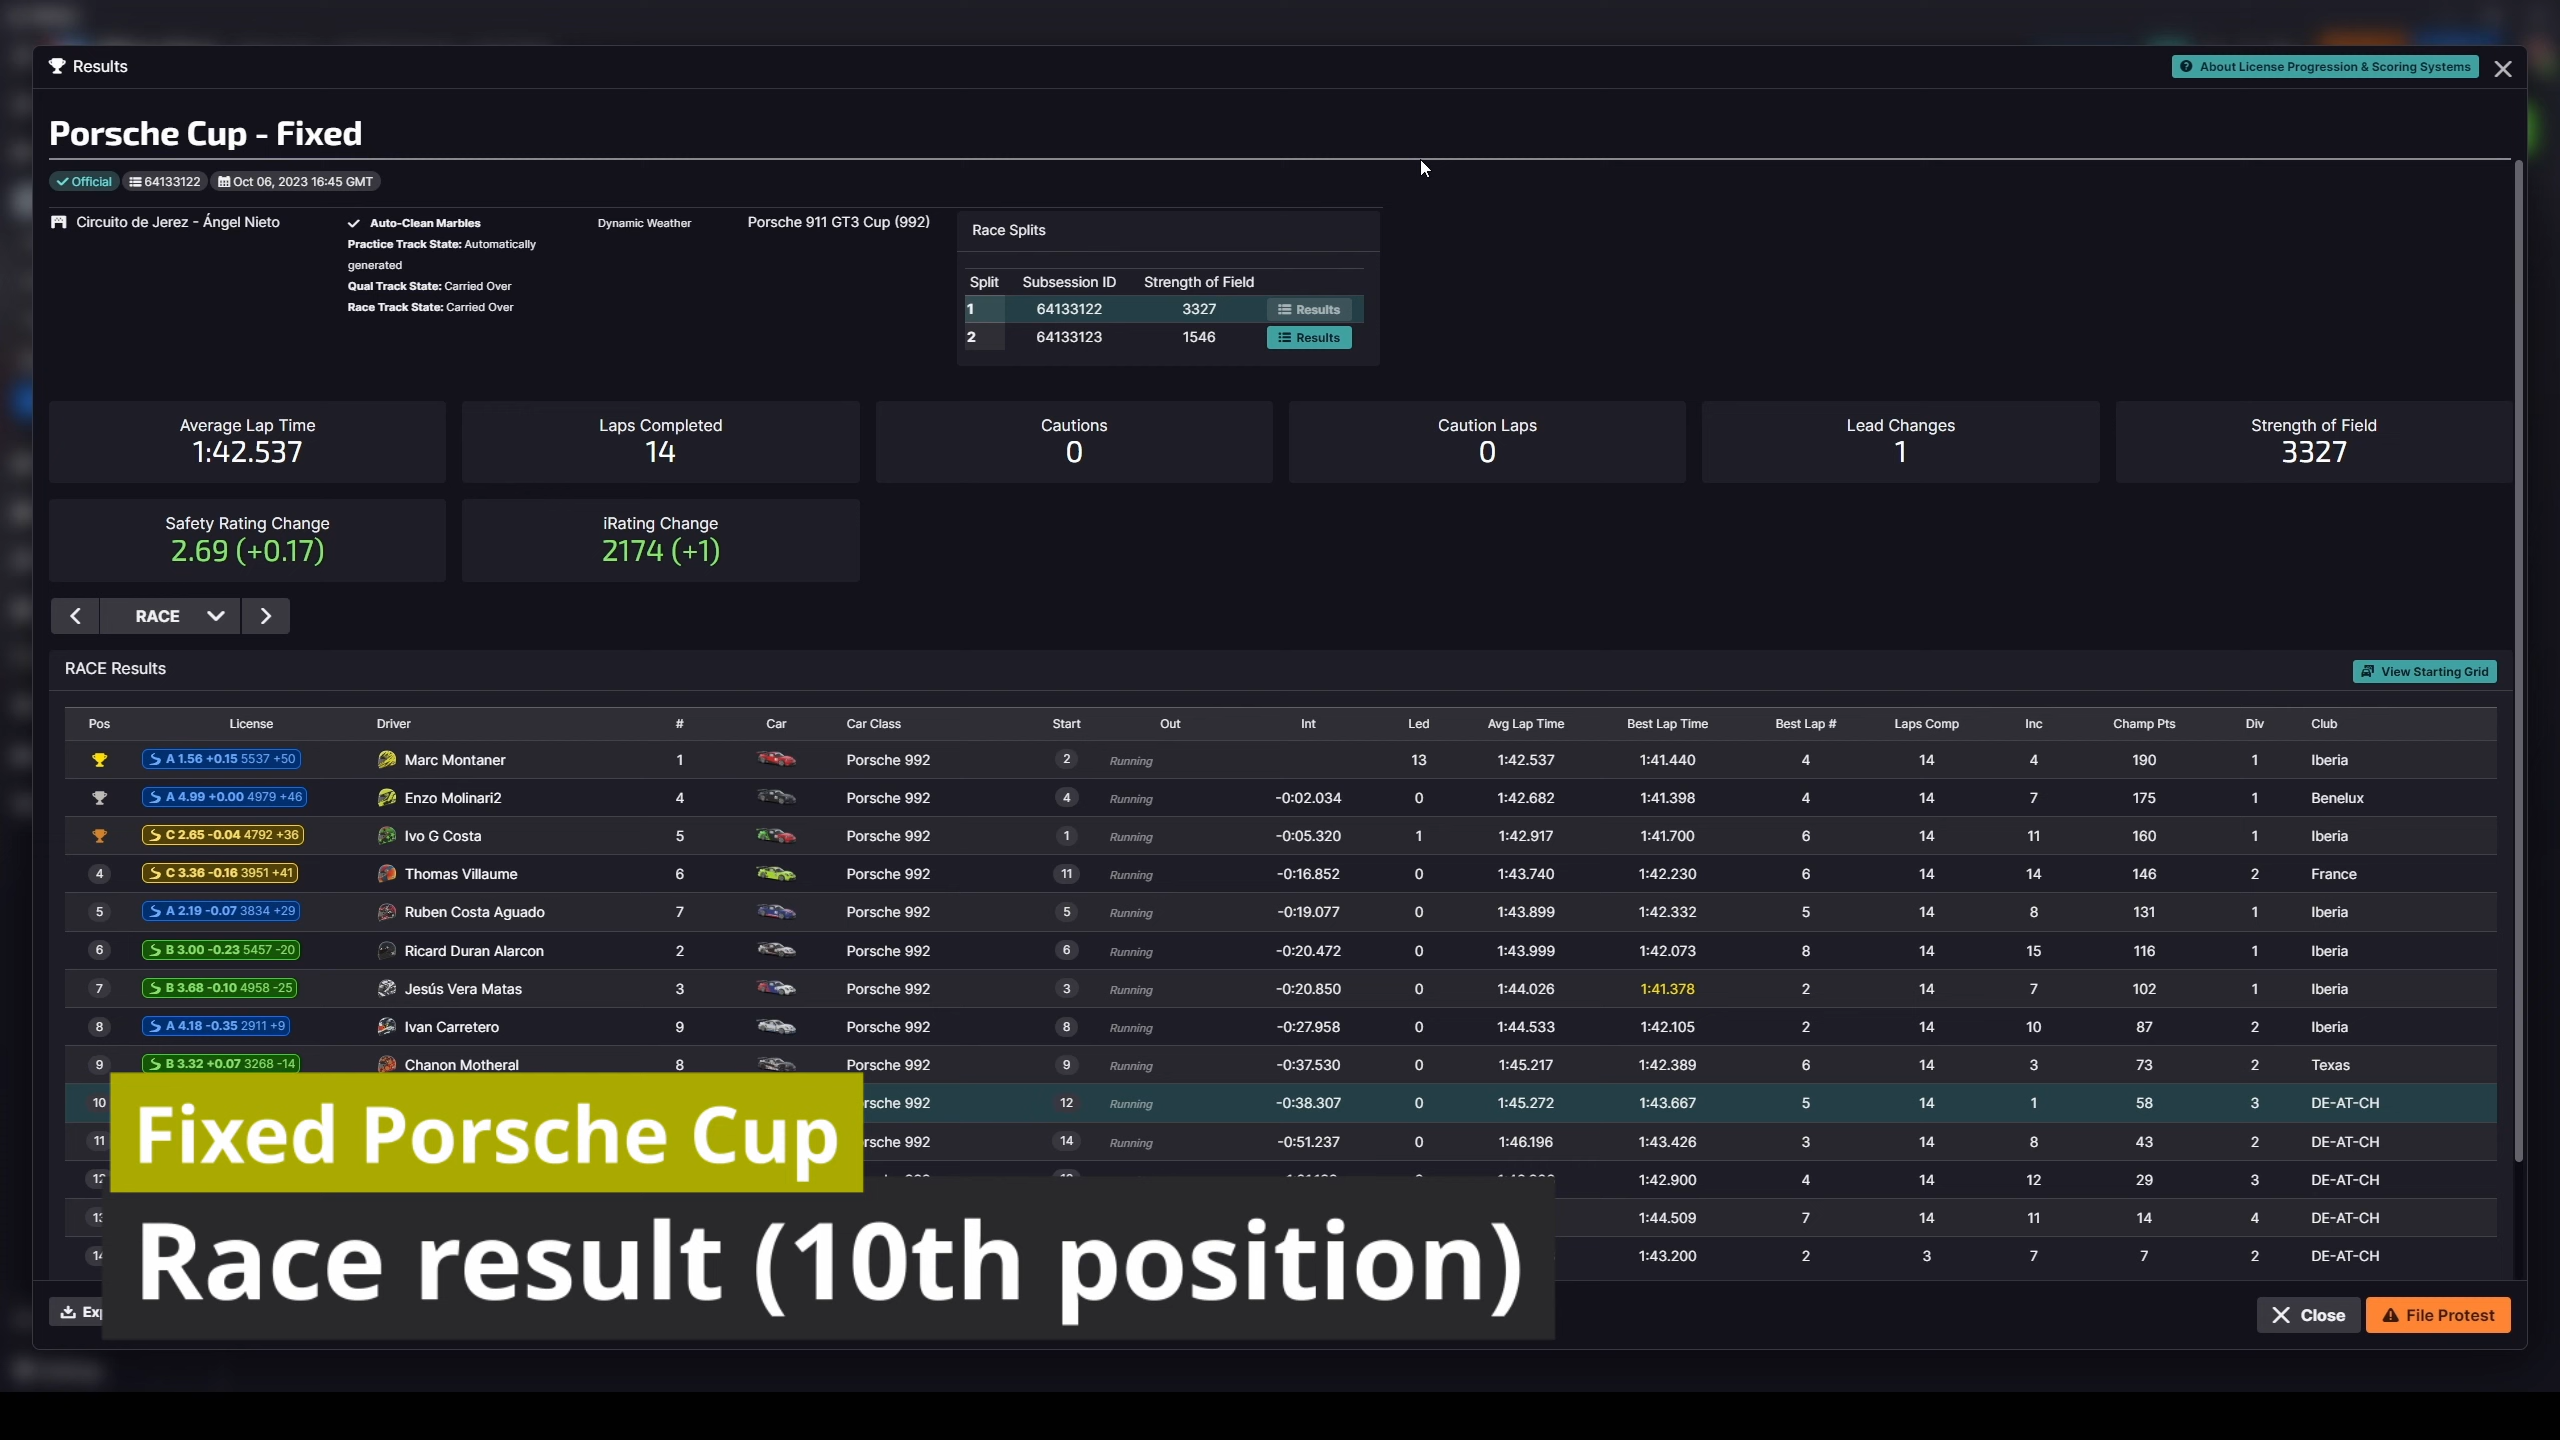 Results
About License Progression & Scoring Systems
Porsche Cup - Fixed
Official 64133122 Oct 06, 2023 16:45 GMT
Circuito de Jerez - Ángel Nieto
Auto-Clean Marbles
Practice Track State: Automatically
generated
Qual Track State: Carried Over
Race Track State: Carried Over
Dynamic Weather
Porsche 911 GT3 Cup (992)
Race Splits
Split Subsession ID Strength of Field
1 64133122 3327 Results
2 64133123 1546 Results
Average Lap Time
1:42.537
Laps Completed
14
Cautions
0
Caution Laps
0
Lead Changes
1
Strength of Field
3327
Safety Rating Change
2.69 (+0.17)
iRating Change
2174 (+1)
RACE
RACE Results
View Starting Grid
Pos License Driver # Car Car Class Start Out Int Led Avg Lap Time Best Lap Time Best Lap # Laps Comp Inc Champ Pts Div Club
A 1.56 +0.15 5537 +50 Marc Montaner 1 Porsche 992 2 Running 13 1:42.537 1:41.440 4 14 4 190 1 Iberia
A 4.99 +0.00 4979 +46 Enzo Molinari2 4 Porsche 992 4 Running -0:02.034 0 1:42.682 1:41.398 4 14 7 175 1 Benelux
C 2.65 -0.04 4792 +36 Ivo G Costa 5 Porsche 992 1 Running -0:05.320 1 1:42.917 1:41.700 6 14 11 160 1 Iberia
4 C 3.36 -0.16 3951 +41 Thomas Villaume 6 Porsche 992 11 Running -0:16.852 0 1:43.740 1:42.230 6 14 14 146 2 France
5 A 2.19 -0.07 3834 +29 Ruben Costa Aguado 7 Porsche 992 5 Running -0:19.077 0 1:43.899 1:42.332 5 14 8 131 1 Iberia
6 B 3.00 -0.23 5457 -20 Ricard Duran Alarcon 2 Porsche 992 6 Running -0:20.472 0 1:43.999 1:42.073 8 14 15 116 1 Iberia
7 B 3.68 -0.10 4958 -25 Jesús Vera Matas 3 Porsche 992 3 Running -0:20.850 0 1:44.026 1:41.378 2 14 7 102 1 Iberia
8 A 4.18 -0.35 2911 +9 Ivan Carretero 9 Porsche 992 8 Running -0:27.958 0 1:44.533 1:42.105 2 14 10 87 2 Iberia
9 B 3.32 +0.07 3268 -14 Chanon Motheral 8 Porsche 992 9 Running -0:37.530 0 1:45.217 1:42.389 6 14 3 73 2 Texas
10 rsche 992 12 Running -0:38.307 0 1:45.272 1:43.667 5 14 1 58 3 DE-AT-CH
11 rsche 992 14 Running -0:51.237 0 1:46.196 1:43.426 3 14 8 43 2 DE-AT-CH
1:42.900 4 14 12 29 3 DE-AT-CH
1:44.509 7 14 11 14 4 DE-AT-CH
1:43.200 2 3 7 7 2 DE-AT-CH
Fixed Porsche Cup
Race result (10th position)
Close
File Protest